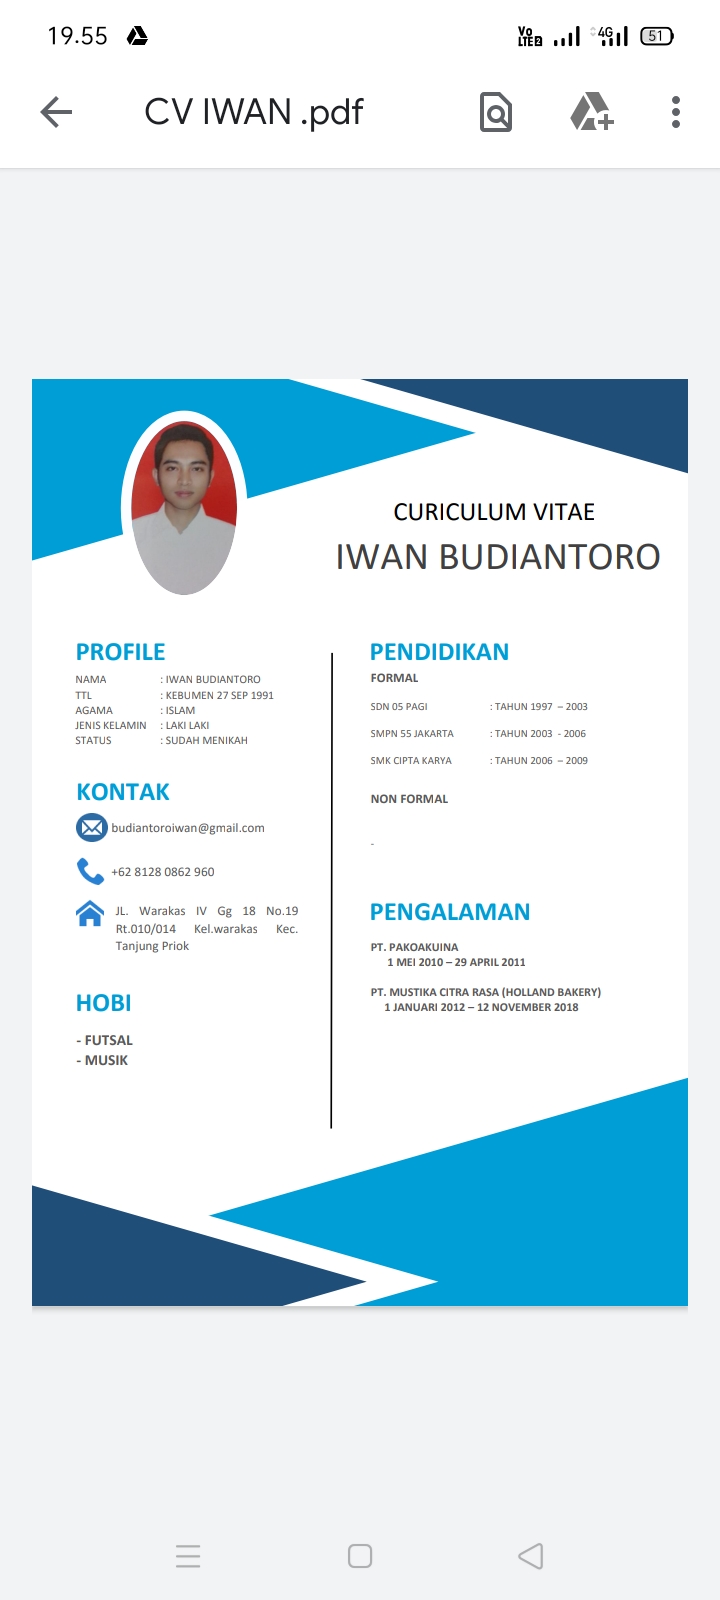 19.55
Vo
LTE2
4G
51
CV IWAN .pdf
CURICULUM VITAE
IWAN BUDIANTORO
PROFILE
NAMA : IWAN BUDIANTORO
TTL : KEBUMEN 27 SEP 1991
AGAMA : ISLAM
JENIS KELAMIN : LAKI LAKI
STATUS : SUDAH MENIKAH
KONTAK
budiantoroiwan@gmail.com
+62 8128 0862 960
JL. Warakas IV Gg 18 No.19
Rt.010/014 Kel.warakas Kec.
Tanjung Priok
HOBI
- FUTSAL
- MUSIK
PENDIDIKAN
FORMAL
SDN 05 PAGI : TAHUN 1997 – 2003
SMPN 55 JAKARTA : TAHUN 2003 - 2006
SMK CIPTA KARYA : TAHUN 2006 – 2009
NON FORMAL
-
PENGALAMAN
PT. PAKOAKUINA
1 MEI 2010 – 29 APRIL 2011
PT. MUSTIKA CITRA RASA (HOLLAND BAKERY)
1 JANUARI 2012 – 12 NOVEMBER 2018